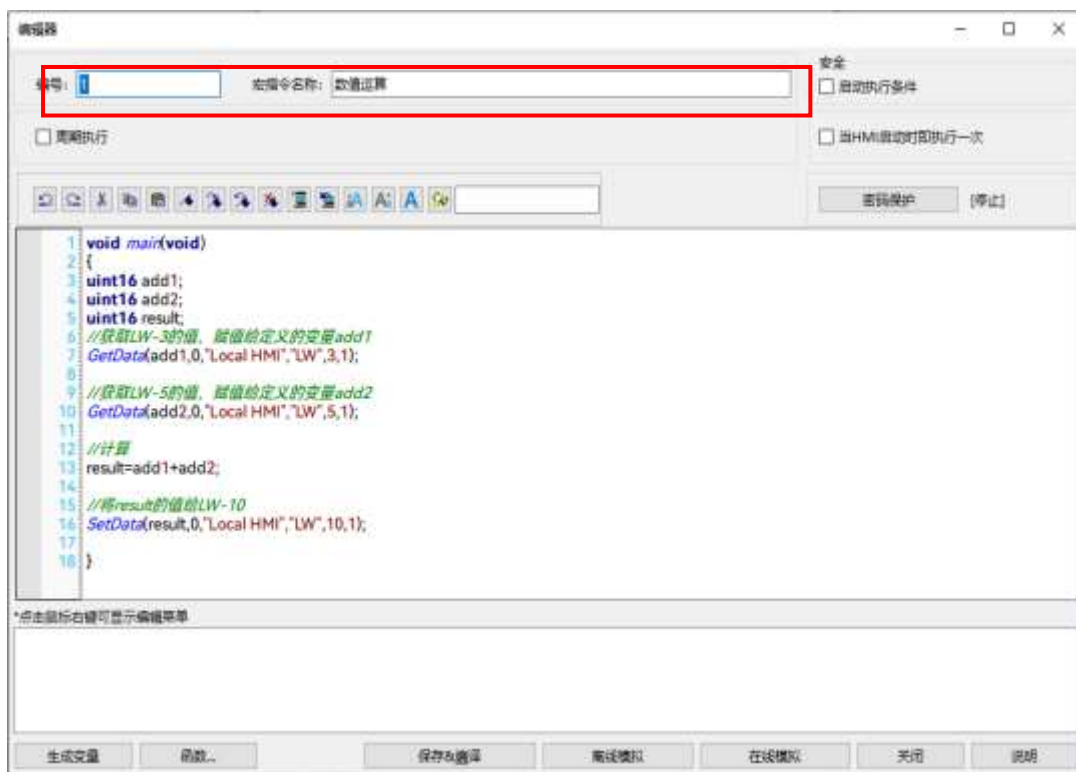 编辑器
编号: 1 宏指令名称: 数值运算
安全
启动执行条件
周期执行
当HMI启动时即执行一次
密码保护 [停止]
1 void main(void)
2 {
3 uint16 add1;
4 uint16 add2;
5 uint16 result;
6 //获取LW-3的值，赋值给定义的变量add1
7 GetData(add1,0,"Local HMI","LW",3,1);
8
9 //获取LW-5的值，赋值给定义的变量add2
10 GetData(add2,0,"Local HMI","LW",5,1);
11
12 //计算
13 result=add1+add2;
14
15 //将result的值给LW-10
16 SetData(result,0,"Local HMI","LW",10,1);
17
18 }
*点击鼠标右键可显示编辑菜单
生成变量 函数... 保存&编译 离线模拟 在线模拟 关闭 说明